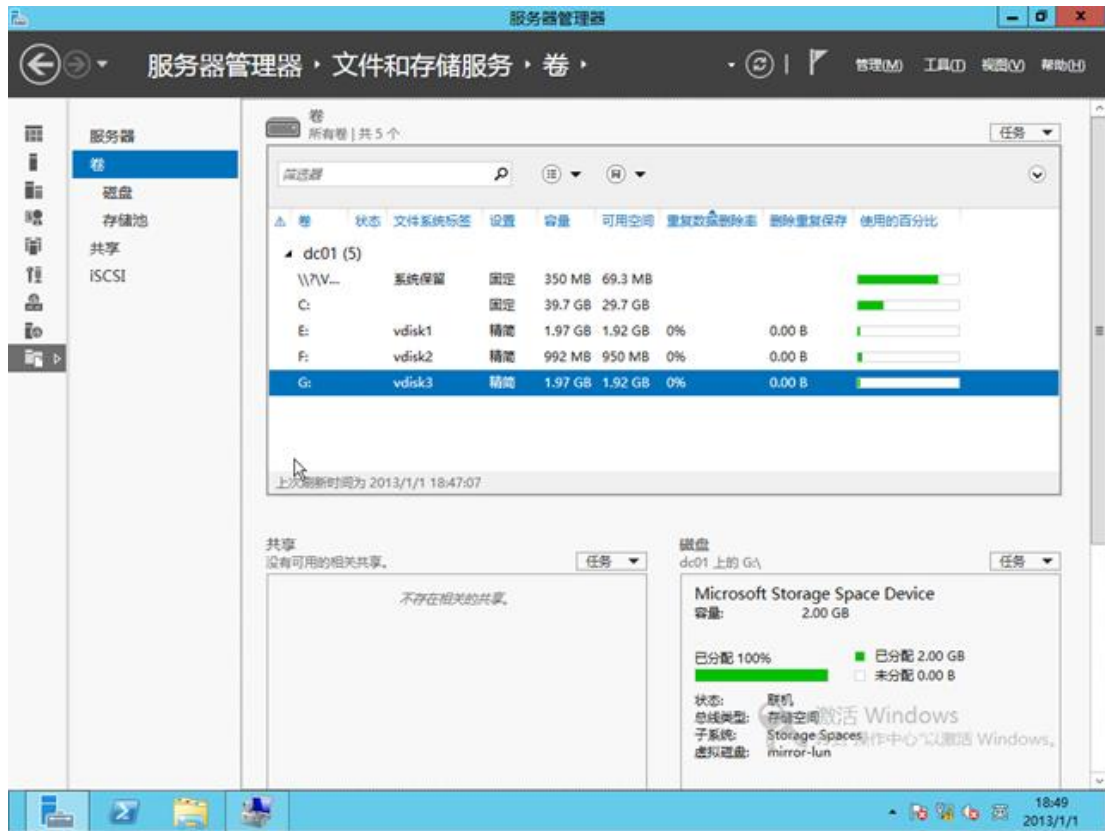 服务器管理器
服务器管理器 · 文件和存储服务 · 卷 ·
管理(M) 工具(T) 视图(V) 帮助(H)
服务器
卷
磁盘
存储池
共享
iSCSI
卷
所有卷 | 共 5 个
任务
筛选器
卷 状态 文件系统标签 设置 容量 可用空间 重复数据删除率 删除重复保存 使用的百分比
dc01 (5)
\\?\V... 系统保留 固定 350 MB 69.3 MB
C: 固定 39.7 GB 29.7 GB
E: vdisk1 精简 1.97 GB 1.92 GB 0% 0.00 B
F: vdisk2 精简 992 MB 950 MB 0% 0.00 B
G: vdisk3 精简 1.97 GB 1.92 GB 0% 0.00 B
上次刷新时间为 2013/1/1 18:47:07
共享
没有可用的相关共享。
任务
不存在相关的共享。
磁盘
dc01 上的 G:\
任务
Microsoft Storage Space Device
容量: 2.00 GB
已分配 100%
已分配 2.00 GB
未分配 0.00 B
状态: 联机
总线类型: 存储空间
子系统: Storage Spaces
虚拟磁盘: mirror-lun
激活 Windows
操作中心"以激活 Windows。
英
18:49
2013/1/1